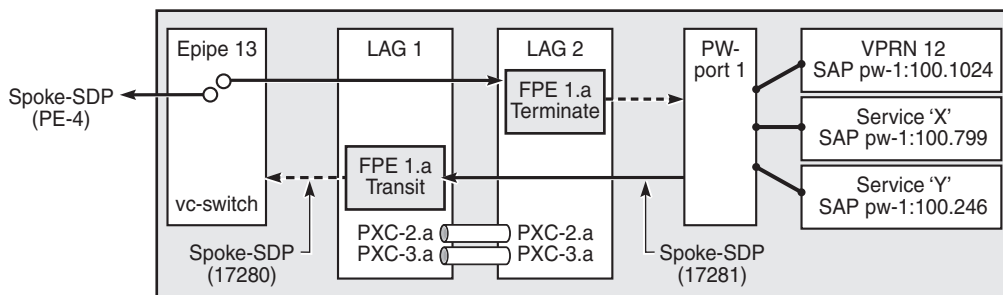 Epipe 13
LAG 1
LAG 2
PW-
port 1
VPRN 12
SAP pw-1:100.1024
Spoke-SDP
(PE-4)
FPE 1.a
Terminate
Service 'X'
SAP pw-1:100.799
FPE 1.a
Transit
Service 'Y'
SAP pw-1:100.246
vc-switch
PXC-2.a
PXC-3.a
PXC-2.a
PXC-3.a
Spoke-SDP
(17280)
Spoke-SDP
(17281)